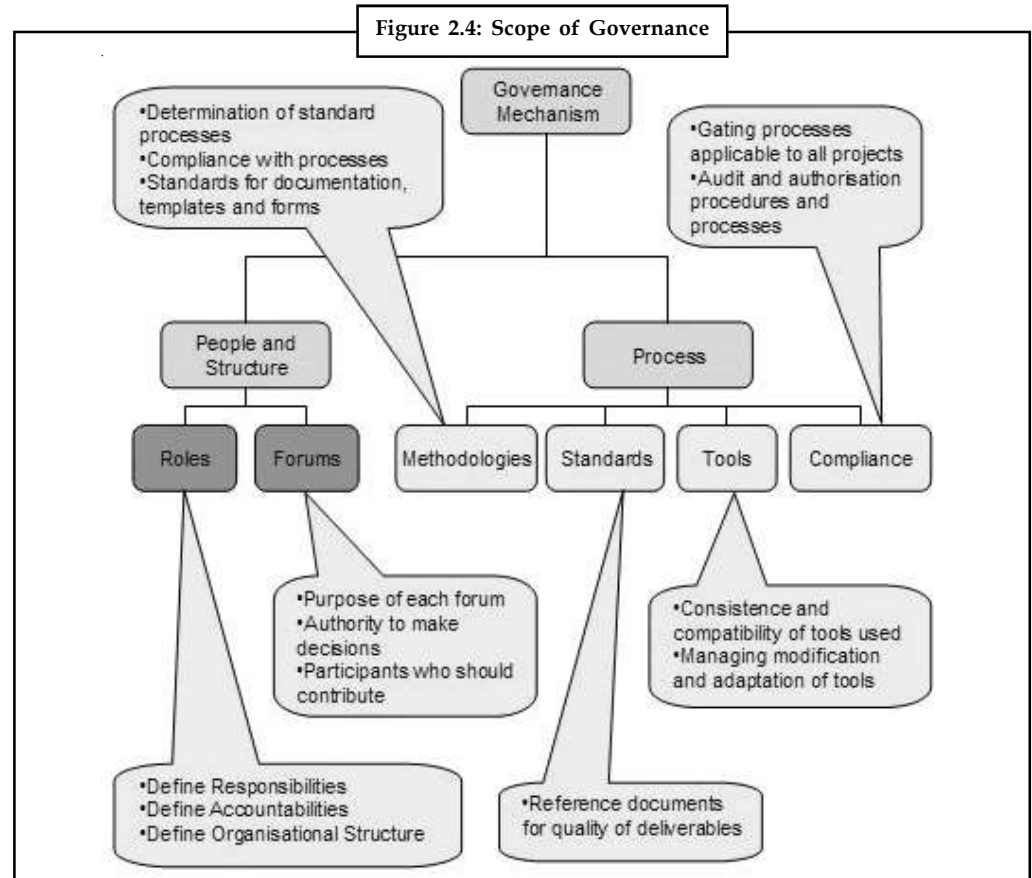 Figure 2.4: Scope of Governance
Governance
Mechanism
•Determination of standard
processes
•Compliance with processes
•Standards for documentation,
templates and forms
•Gating processes
applicable to all projects
•Audit and authorisation
procedures and
processes
People and
Structure
Process
Roles
Forums
Methodologies
Standards
Tools
Compliance
•Purpose of each forum
•Authority to make
decisions
•Participants who should
contribute
•Consistence and
compatibility of tools used
•Managing modification
and adaptation of tools
•Define Responsibilities
•Define Accountabilities
•Define Organisational Structure
•Reference documents
for quality of deliverables